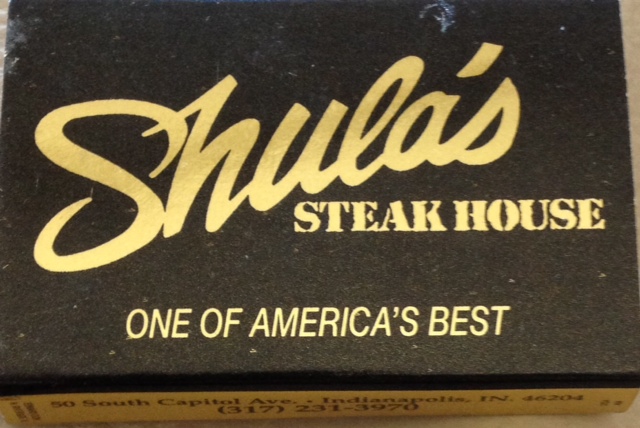 Shula's
STEAK HOUSE
ONE OF AMERICA'S BEST
50 South Capitol Ave. • Indianapolis, IN. 46204
(317) 231-3970